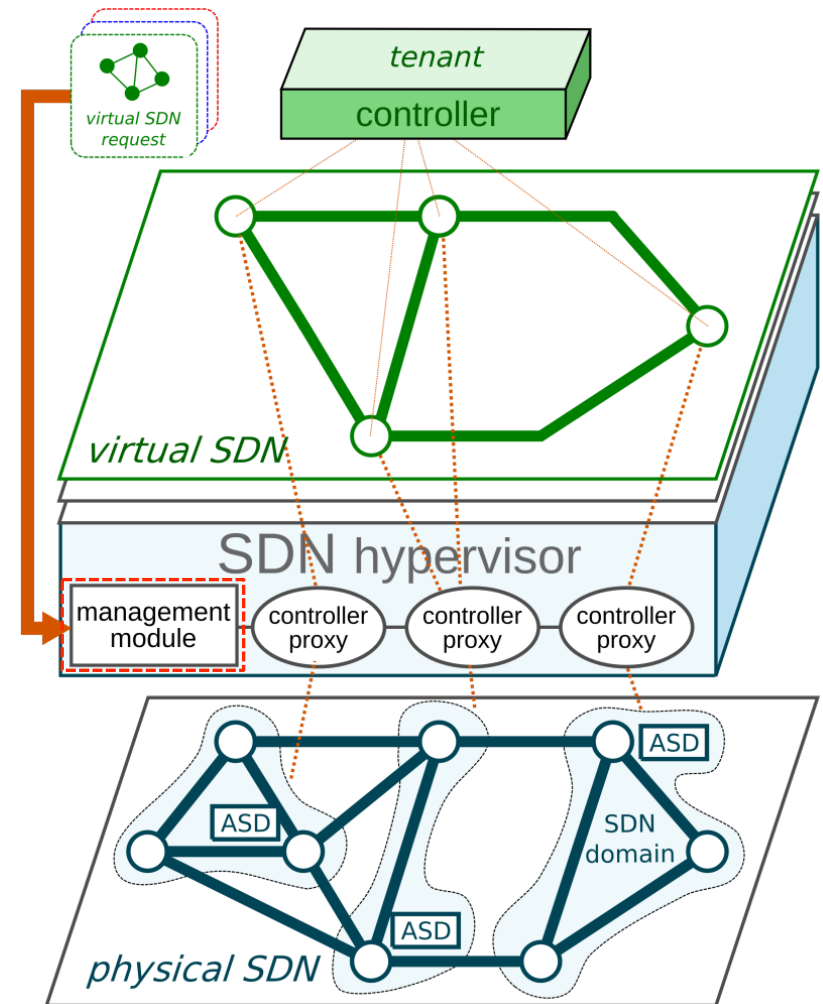 virtual SDN
request
tenant
controller
virtual SDN
SDN hypervisor
management
module
controller
proxy
controller
proxy
controller
proxy
ASD
ASD
SDN
domain
ASD
physical SDN